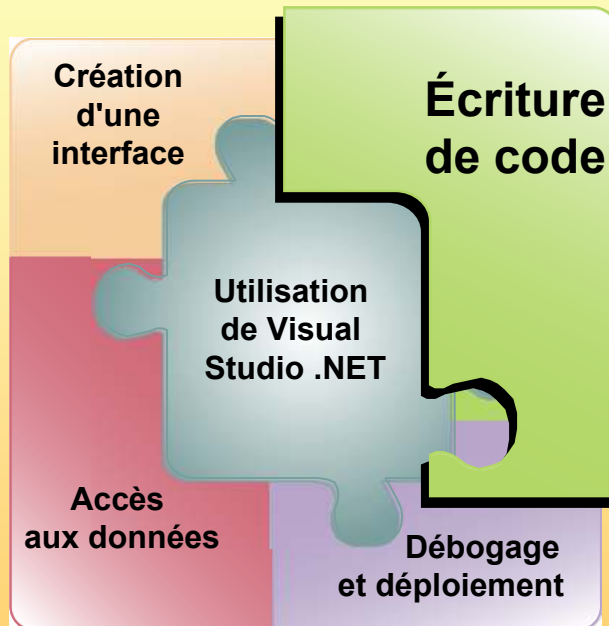 Création
d'une
interface
Écriture
de code
Utilisation
de Visual
Studio .NET
Accès
aux données
Débogage
et déploiement